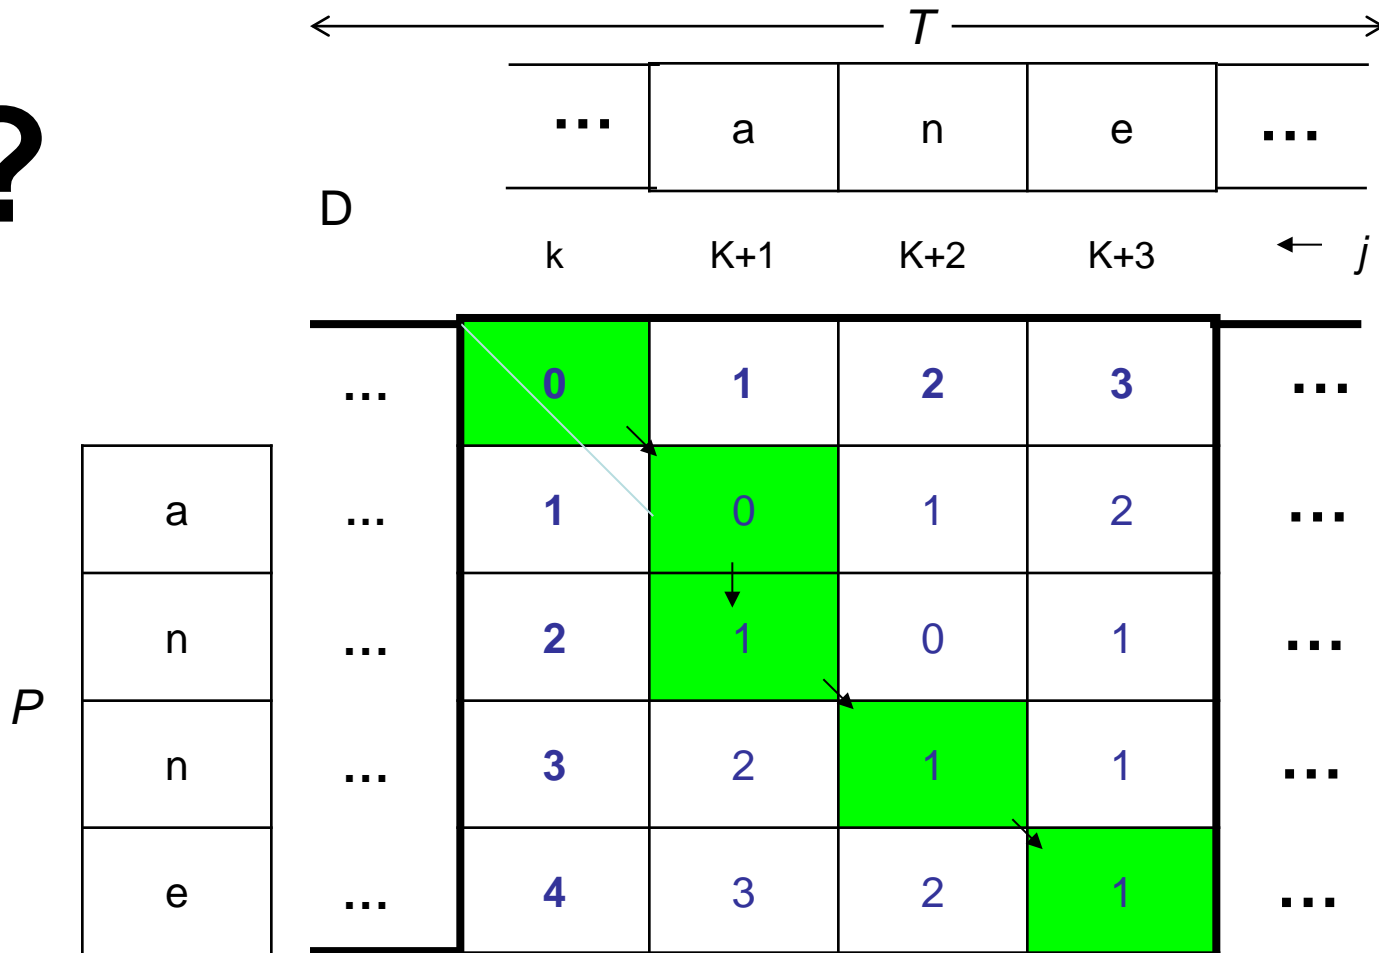 T
?
... a n e ...
D
k K+1 K+2 K+3 ← j
... 0 1 2 3 ...
a ... 1 0 1 2 ...
n ... 2 1 0 1 ...
P
n ... 3 2 1 1 ...
e ... 4 3 2 1 ...